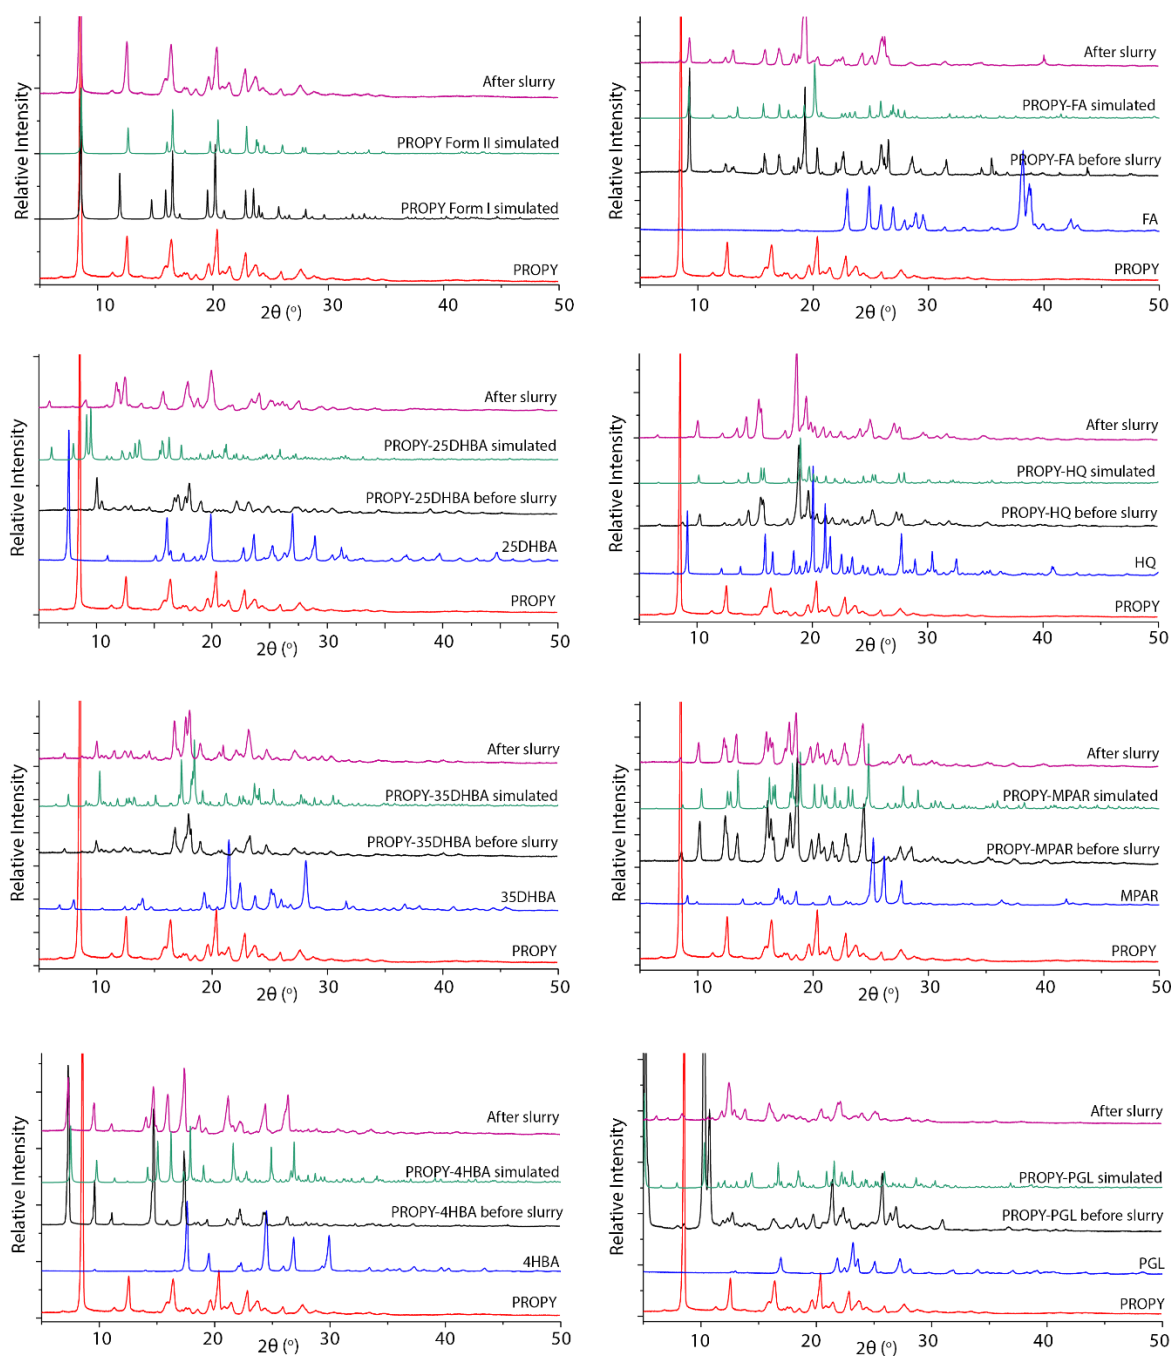 Relative Intensity
After slurry
PROPY Form II simulated
PROPY Form I simulated
PROPY
10 20 30 40 50
2θ (°)
Relative Intensity
After slurry
PROPY-FA simulated
PROPY-FA before slurry
FA
PROPY
10 20 30 40 50
2θ (°)
Relative Intensity
After slurry
PROPY-25DHBA simulated
PROPY-25DHBA before slurry
25DHBA
PROPY
10 20 30 40 50
2θ (°)
Relative Intensity
After slurry
PROPY-HQ simulated
PROPY-HQ before slurry
HQ
PROPY
10 20 30 40 50
2θ (°)
Relative Intensity
After slurry
PROPY-35DHBA simulated
PROPY-35DHBA before slurry
35DHBA
PROPY
10 20 30 40 50
2θ (°)
Relative Intensity
After slurry
PROPY-MPAR simulated
PROPY-MPAR before slurry
MPAR
PROPY
10 20 30 40 50
2θ (°)
Relative Intensity
After slurry
PROPY-4HBA simulated
PROPY-4HBA before slurry
4HBA
PROPY
10 20 30 40 50
2θ (°)
Relative Intensity
After slurry
PROPY-PGL simulated
PROPY-PGL before slurry
PGL
PROPY
10 20 30 40 50
2θ (°)